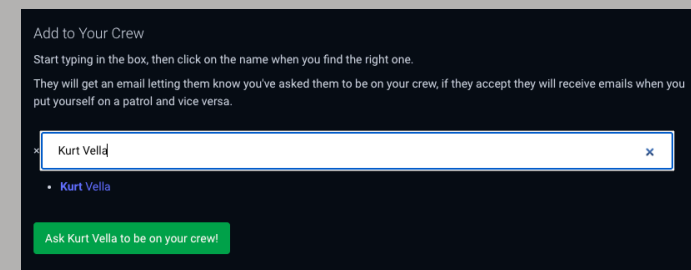 Add to Your Crew
Start typing in the box, then click on the name when you find the right one.
They will get an email letting them know you've asked them to be on your crew, if they accept they will receive emails when you
put yourself on a patrol and vice versa.
× Kurt Vella ×
• Kurt Vella
Ask Kurt Vella to be on your crew!